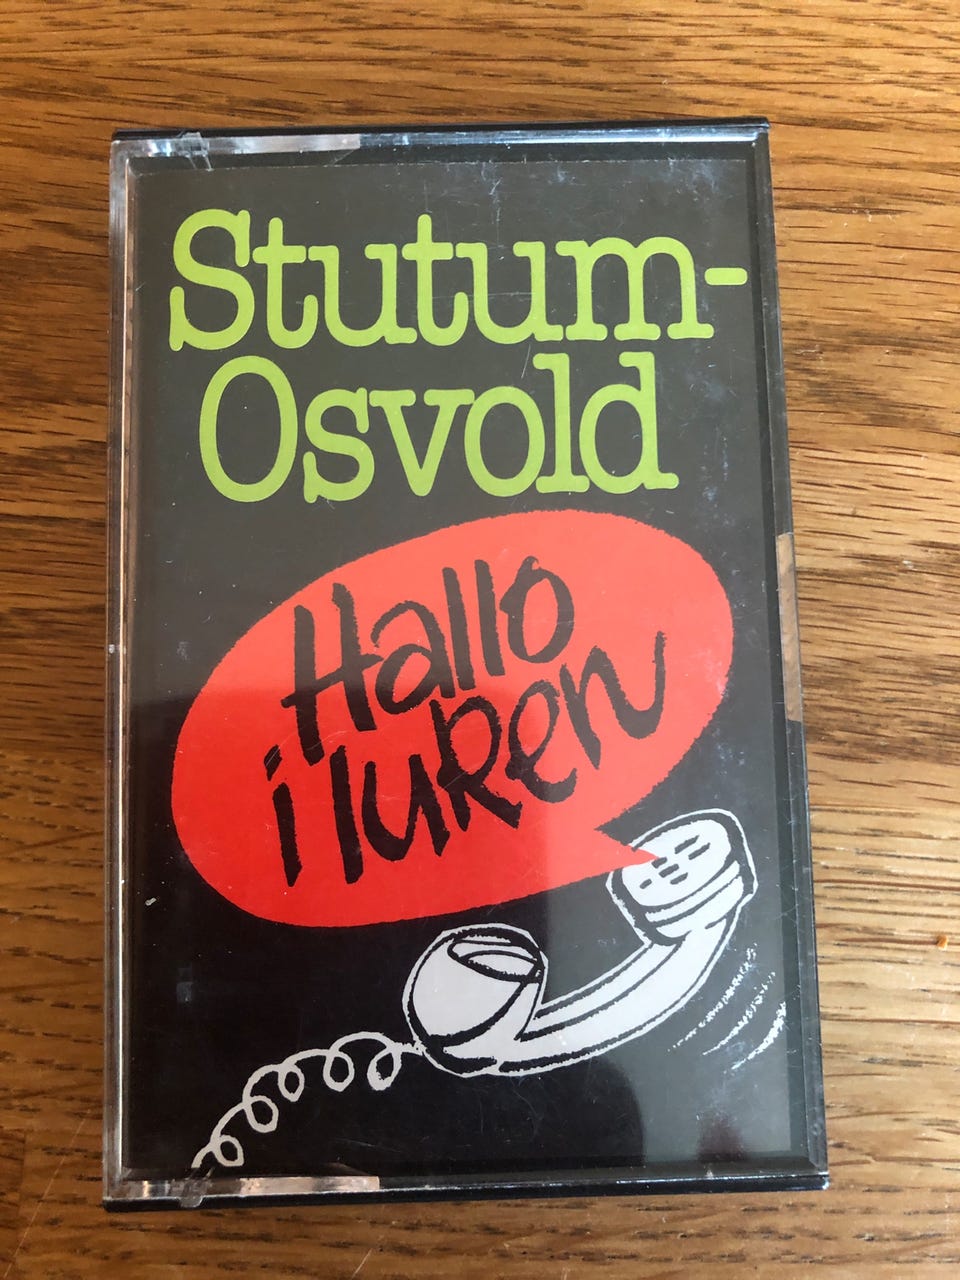 Stutum-
Osvold
Hallo
i luren